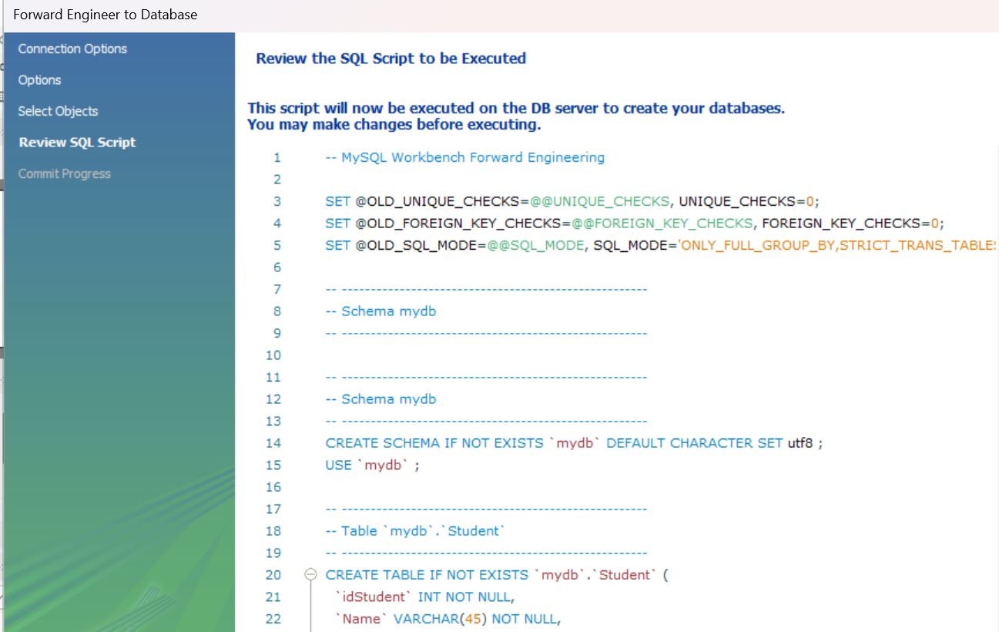 Forward Engineer to Database
Connection Options
Options
Select Objects
Review SQL Script
Commit Progress
Review the SQL Script to be Executed
This script will now be executed on the DB server to create your databases.
You may make changes before executing.
1 -- MySQL Workbench Forward Engineering
2
3 SET @OLD_UNIQUE_CHECKS=@@UNIQUE_CHECKS, UNIQUE_CHECKS=0;
4 SET @OLD_FOREIGN_KEY_CHECKS=@@FOREIGN_KEY_CHECKS, FOREIGN_KEY_CHECKS=0;
5 SET @OLD_SQL_MODE=@@SQL_MODE, SQL_MODE='ONLY_FULL_GROUP_BY,STRICT_TRANS_TABLES
6
7 -- -----------------------------------------------------
8 -- Schema mydb
9 -- -----------------------------------------------------
10
11 -- -----------------------------------------------------
12 -- Schema mydb
13 -- -----------------------------------------------------
14 CREATE SCHEMA IF NOT EXISTS `mydb` DEFAULT CHARACTER SET utf8 ;
15 USE `mydb` ;
16
17 -- -----------------------------------------------------
18 -- Table `mydb`.`Student`
19 -- -----------------------------------------------------
20 CREATE TABLE IF NOT EXISTS `mydb`.`Student` (
21 `idStudent` INT NOT NULL,
22 `Name` VARCHAR(45) NOT NULL,